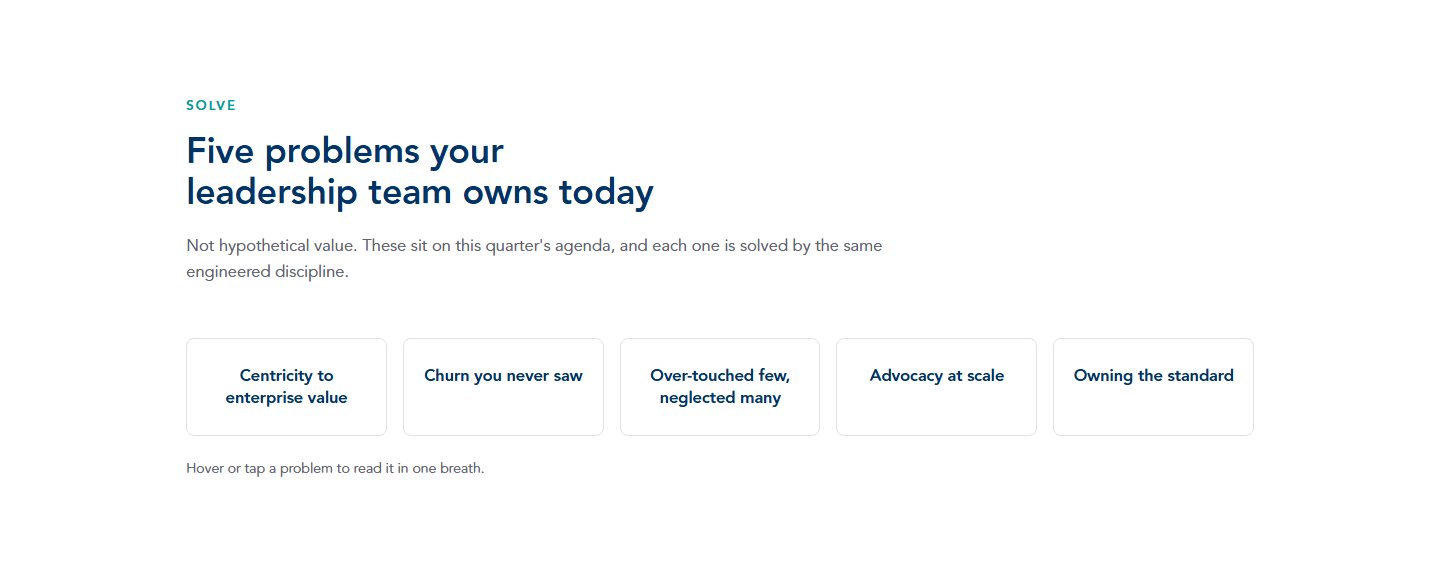 SOLVE
Five problems your
leadership team owns today
Not hypothetical value. These sit on this quarter's agenda, and each one is solved by the same
engineered discipline.
Centricity to
enterprise value
Churn you never saw
Over-touched few,
neglected many
Advocacy at scale
Owning the standard
Hover or tap a problem to read it in one breath.